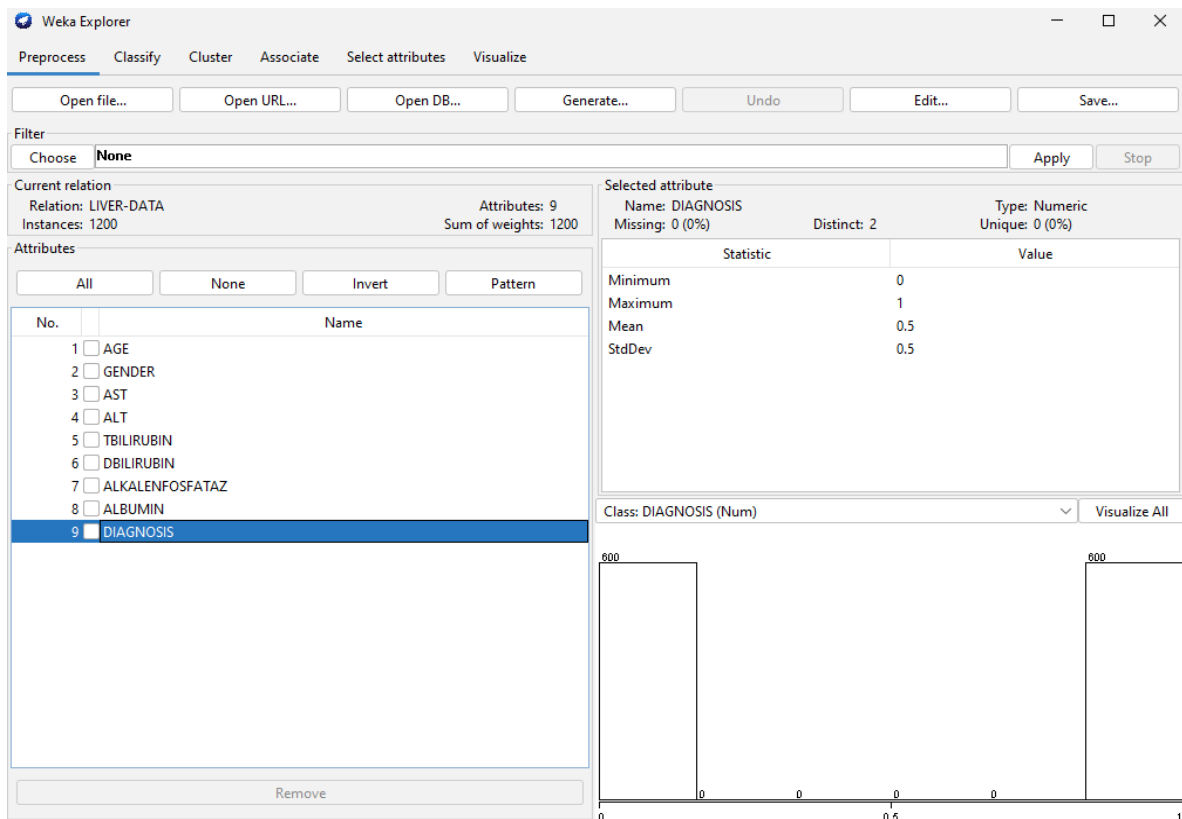 Weka Explorer
Preprocess Classify Cluster Associate Select attributes Visualize
Open file... Open URL... Open DB... Generate... Undo Edit... Save...
Filter
Choose None Apply Stop
Current relation
Relation: LIVER-DATA Attributes: 9
Instances: 1200 Sum of weights: 1200
Attributes
All None Invert Pattern
No. Name
1 AGE
2 GENDER
3 AST
4 ALT
5 TBILIRUBIN
6 DBILIRUBIN
7 ALKALENFOSFATAZ
8 ALBUMIN
9 DIAGNOSIS
Remove
Selected attribute
Name: DIAGNOSIS Type: Numeric
Missing: 0 (0%) Distinct: 2 Unique: 0 (0%)
Statistic Value
Minimum 0
Maximum 1
Mean 0.5
StdDev 0.5
Class: DIAGNOSIS (Num) Visualize All
600 600
0 0 0 0
0 0.5 1